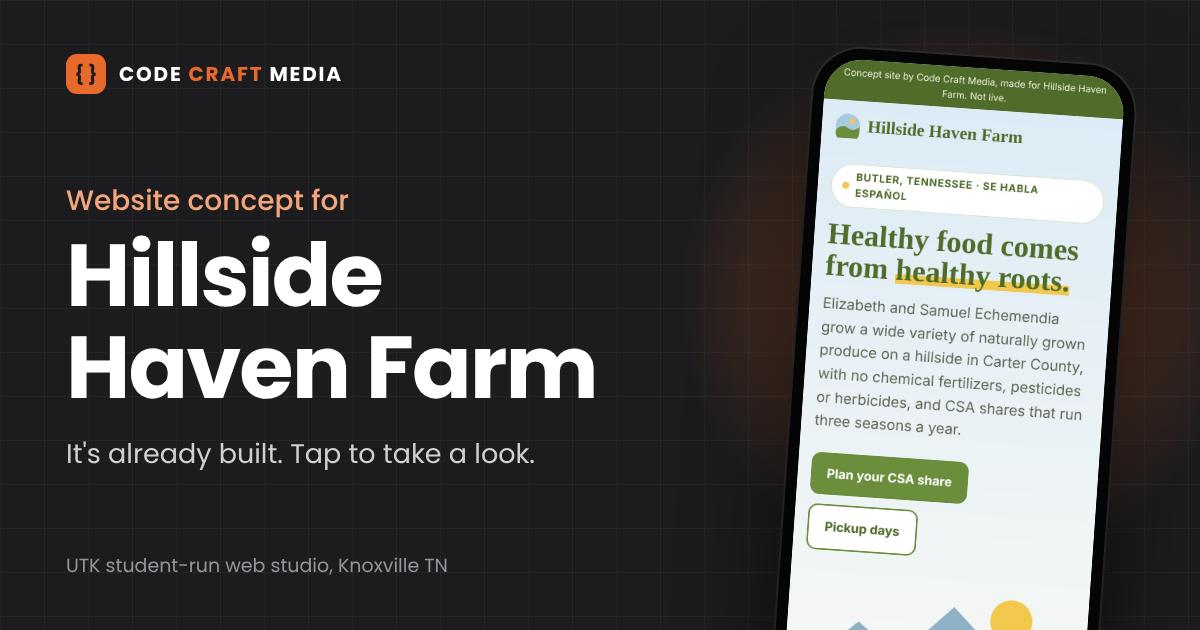 { }
CODE CRAFT MEDIA
Website concept for
Hillside
Haven Farm
It's already built. Tap to take a look.
UTK student-run web studio, Knoxville TN
Concept site by Code Craft Media, made for Hillside Haven
Farm. Not live.
Hillside Haven Farm
BUTLER, TENNESSEE · SE HABLA
ESPAÑOL
Healthy food comes
from healthy roots.
Elizabeth and Samuel Echemendia
grow a wide variety of naturally grown
produce on a hillside in Carter County,
with no chemical fertilizers, pesticides
or herbicides, and CSA shares that run
three seasons a year.
Plan your CSA share
Pickup days